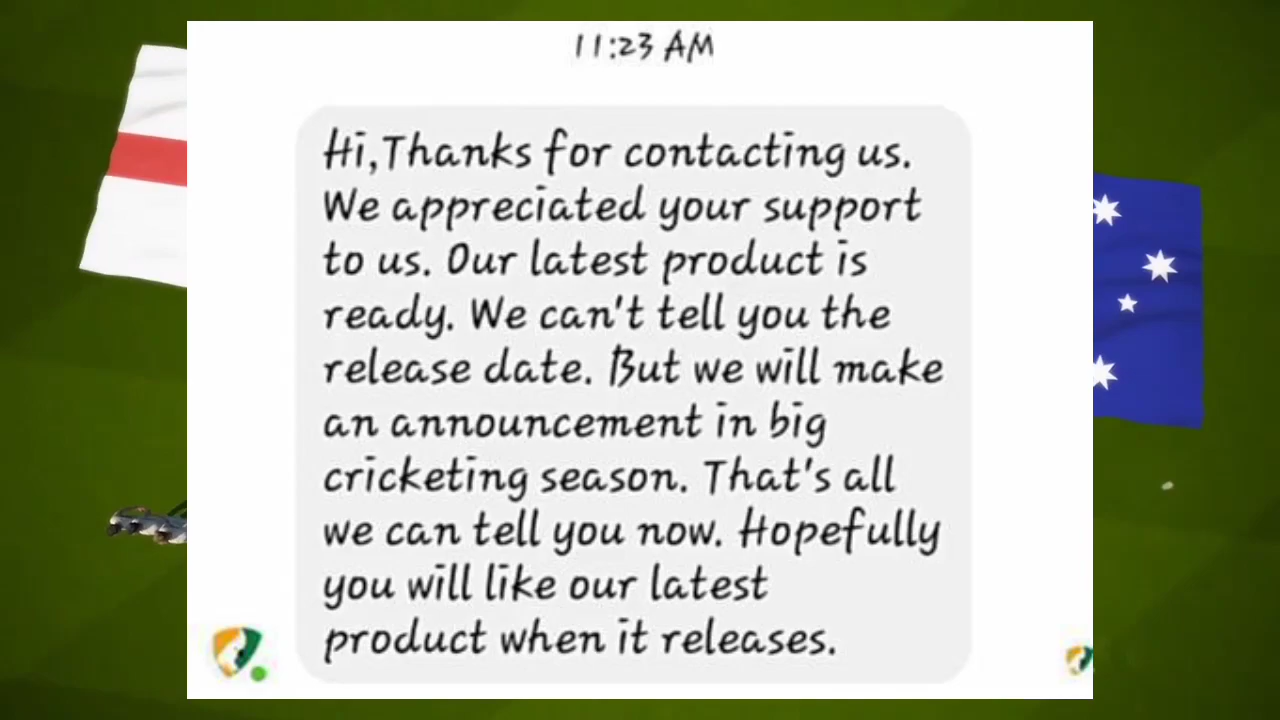 11:23 AM
Hi,Thanks for contacting us.
We appreciated your support
to us. Our latest product is
ready. We can't tell you the
release date. But we will make
an announcement in big
cricketing season. That's all
we can tell you now. Hopefully
you will like our latest
product when it releases.